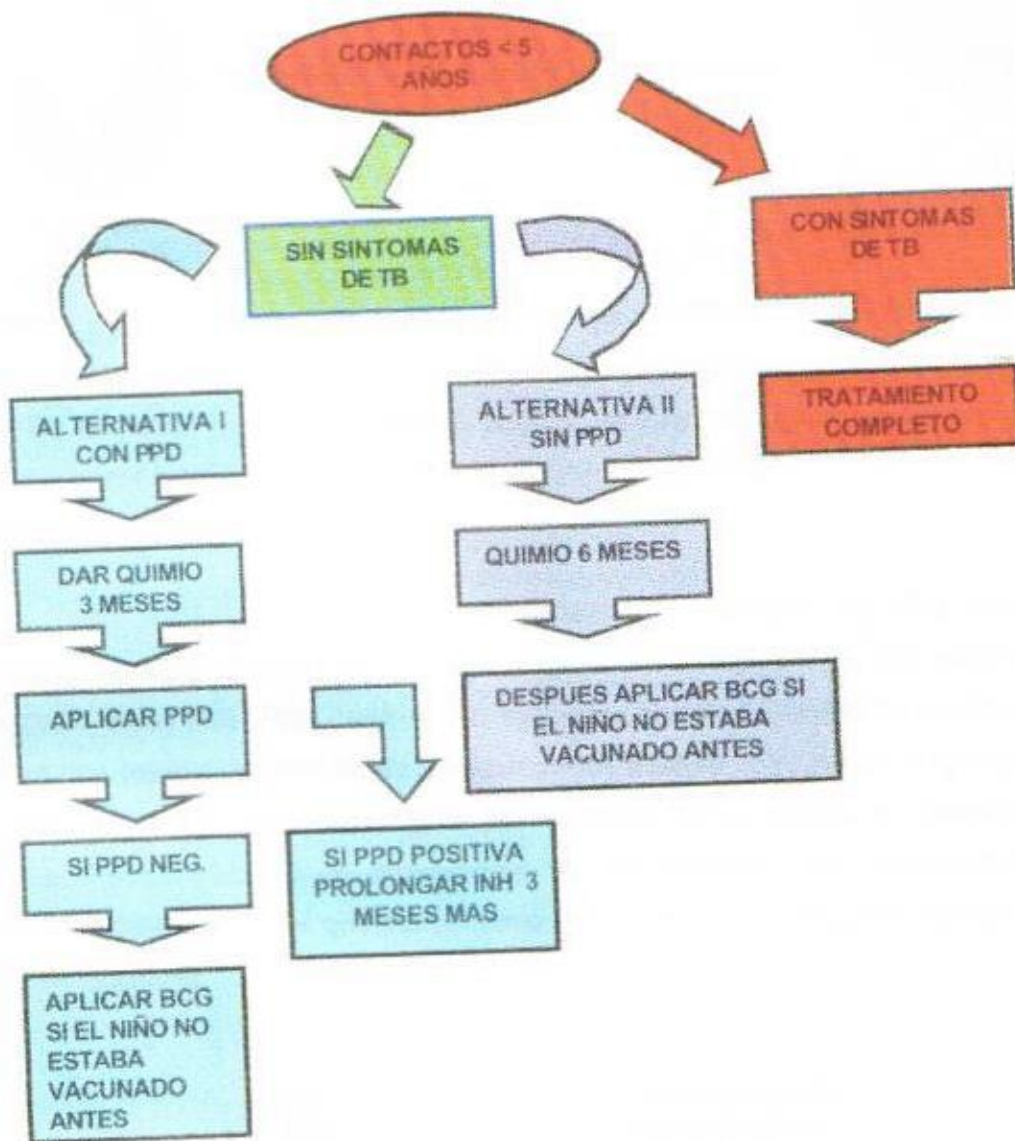 CONTACTOS < 5
AÑOS
SIN SINTOMAS
DE TB
CON SINTOMAS
DE TB
TRATAMIENTO
COMPLETO
ALTERNATIVA I
CON PPD
DAR QUIMIO
3 MESES
APLICAR PPD
SI PPD NEG.
APLICAR BCG
SI EL NIÑO NO
ESTABA
VACUNADO
ANTES
SI PPD POSITIVA
PROLONGAR INH 3
MESES MAS
ALTERNATIVA II
SIN PPD
QUIMIO 6 MESES
DESPUES APLICAR BCG SI
EL NIÑO NO ESTABA
VACUNADO ANTES